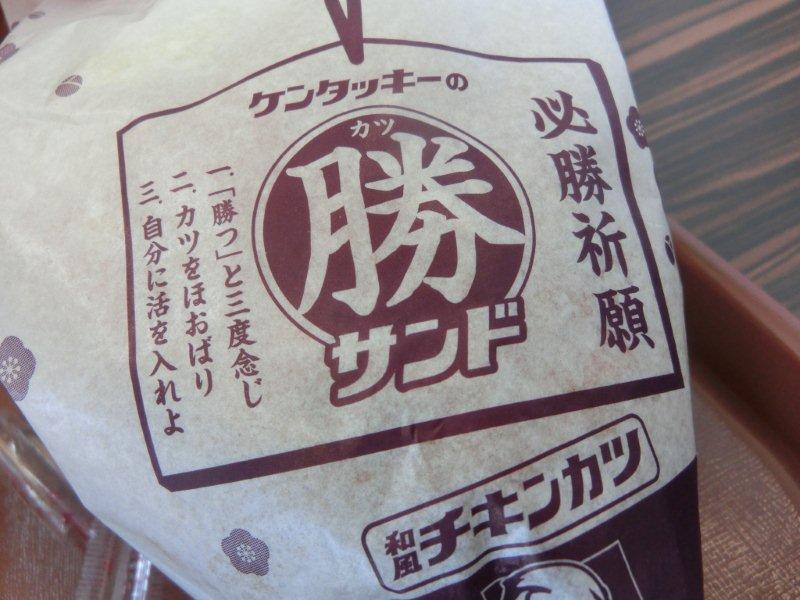 ケンタッキーの
カツ
勝
サンド
必勝祈願
一、「勝つ」と三度念じ
二、カツをほおばり
三、自分に活を入れよ
和風チキンカツ